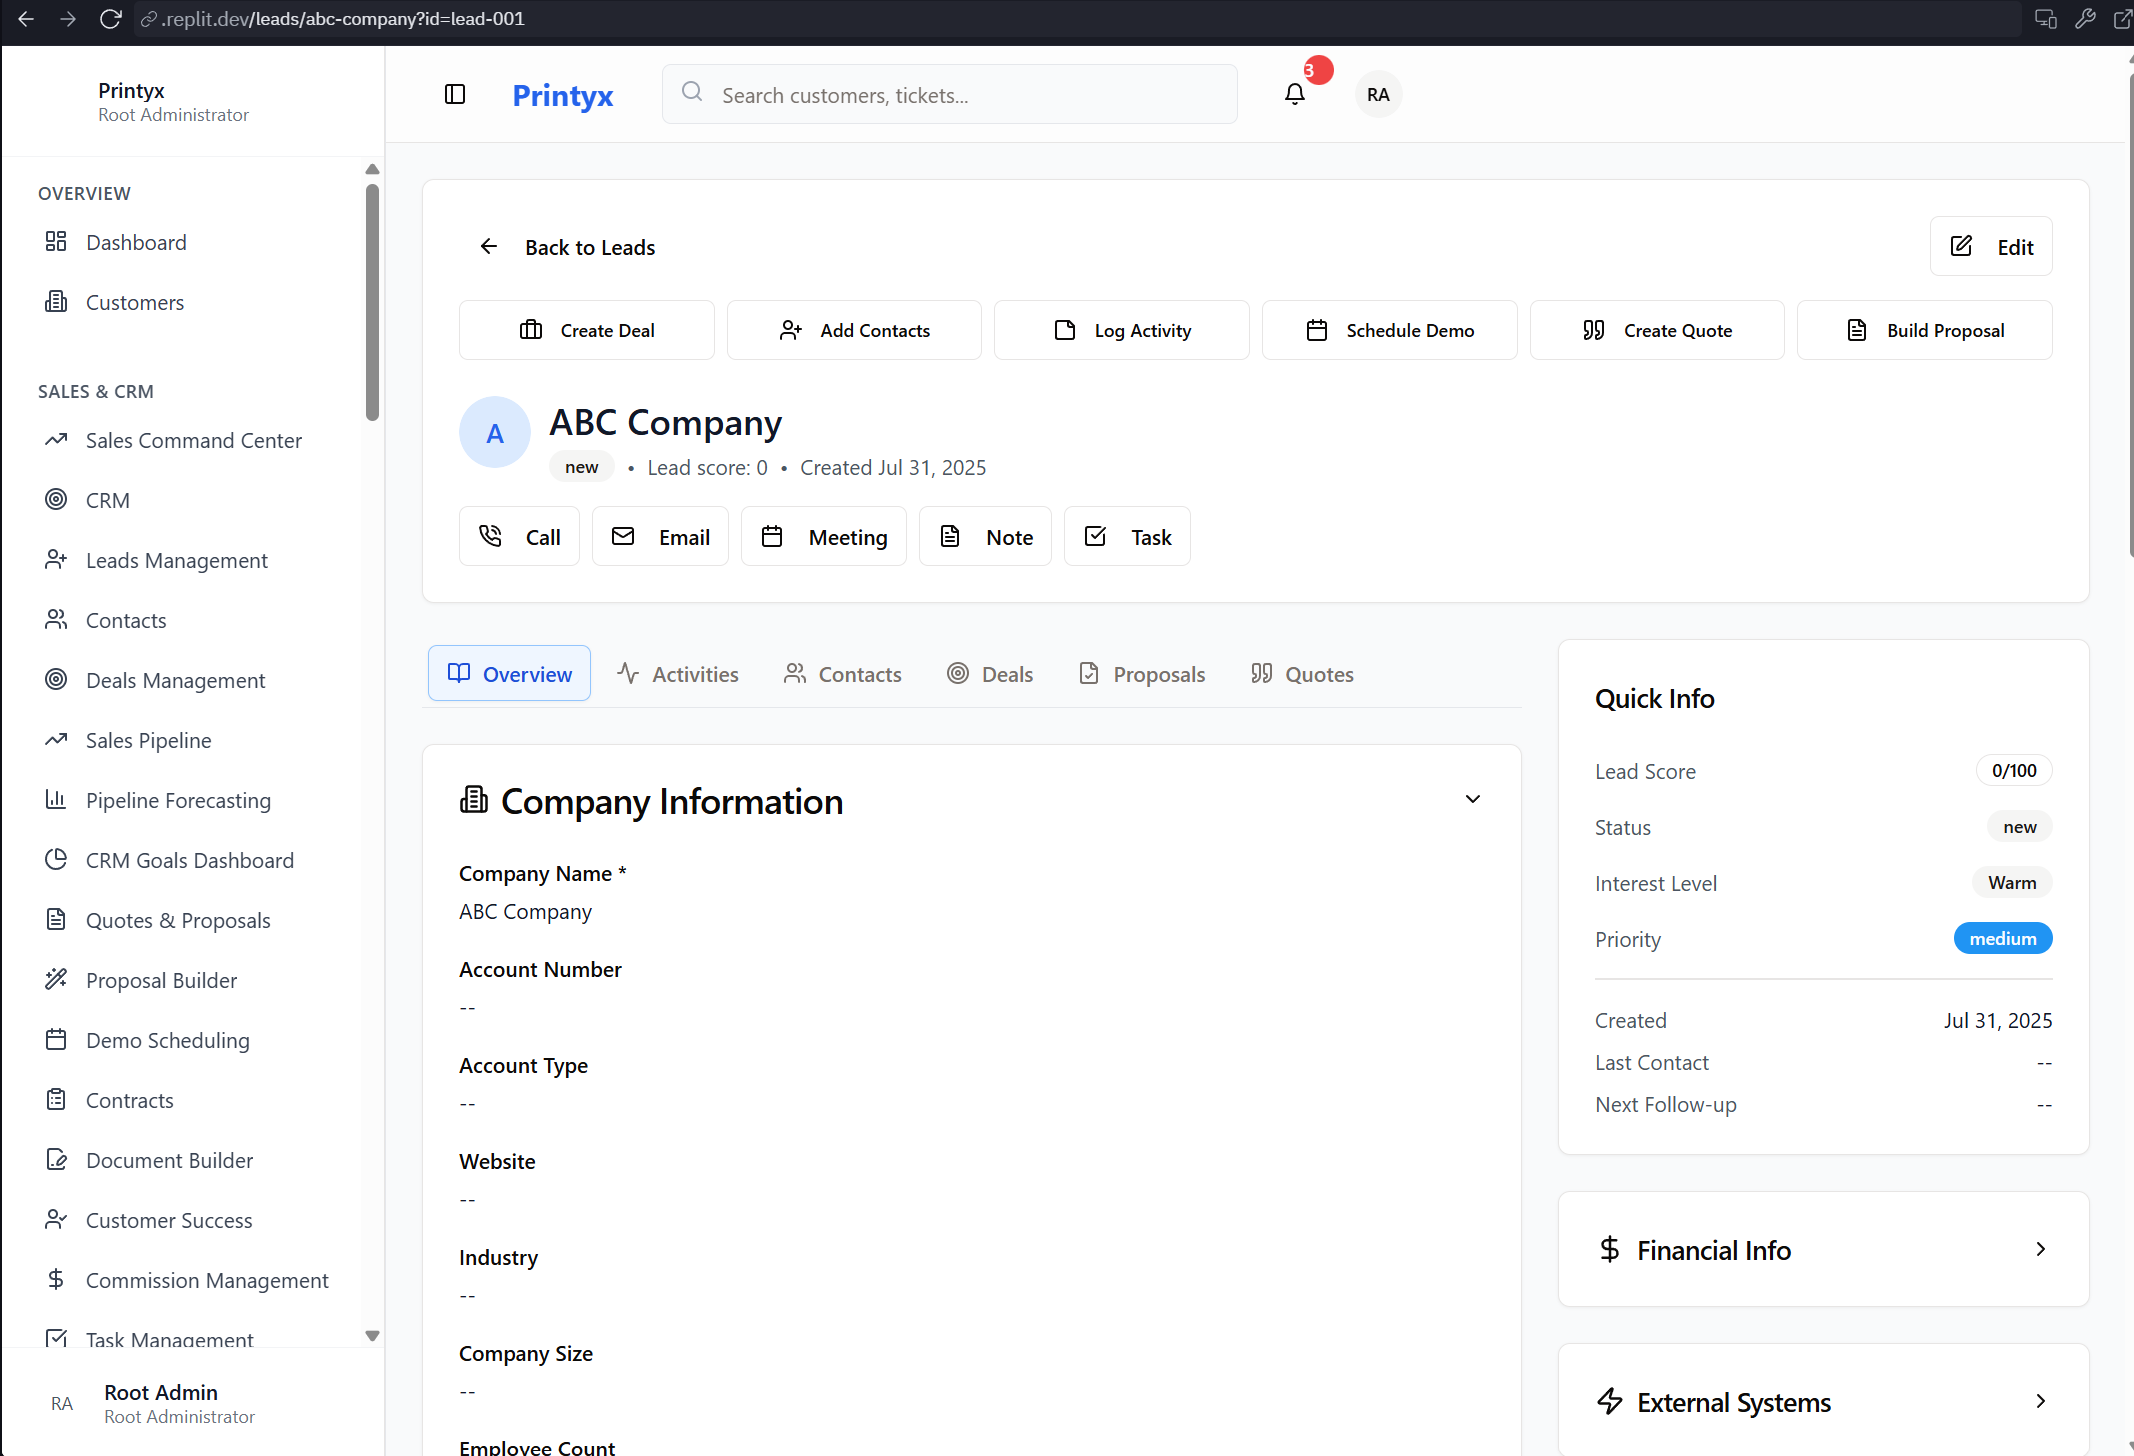 .replit.dev/leads/abc-company?id=lead-001
Printyx
Root Administrator
OVERVIEW
Dashboard
Customers
SALES & CRM
Sales Command Center
CRM
Leads Management
Contacts
Deals Management
Sales Pipeline
Pipeline Forecasting
CRM Goals Dashboard
Quotes & Proposals
Proposal Builder
Demo Scheduling
Contracts
Document Builder
Customer Success
Commission Management
Task Management
RA
Root Admin
Root Administrator
Printyx
Search customers, tickets...
3
RA
Back to Leads
Edit
Create Deal
Add Contacts
Log Activity
Schedule Demo
Create Quote
Build Proposal
A
ABC Company
new • Lead score: 0 • Created Jul 31, 2025
Call
Email
Meeting
Note
Task
Overview
Activities
Contacts
Deals
Proposals
Quotes
Company Information
Company Name *
ABC Company
Account Number
--
Account Type
--
Website
--
Industry
--
Company Size
--
Employee Count
Quick Info
Lead Score 0/100
Status new
Interest Level Warm
Priority medium
Created Jul 31, 2025
Last Contact --
Next Follow-up --
Financial Info
External Systems